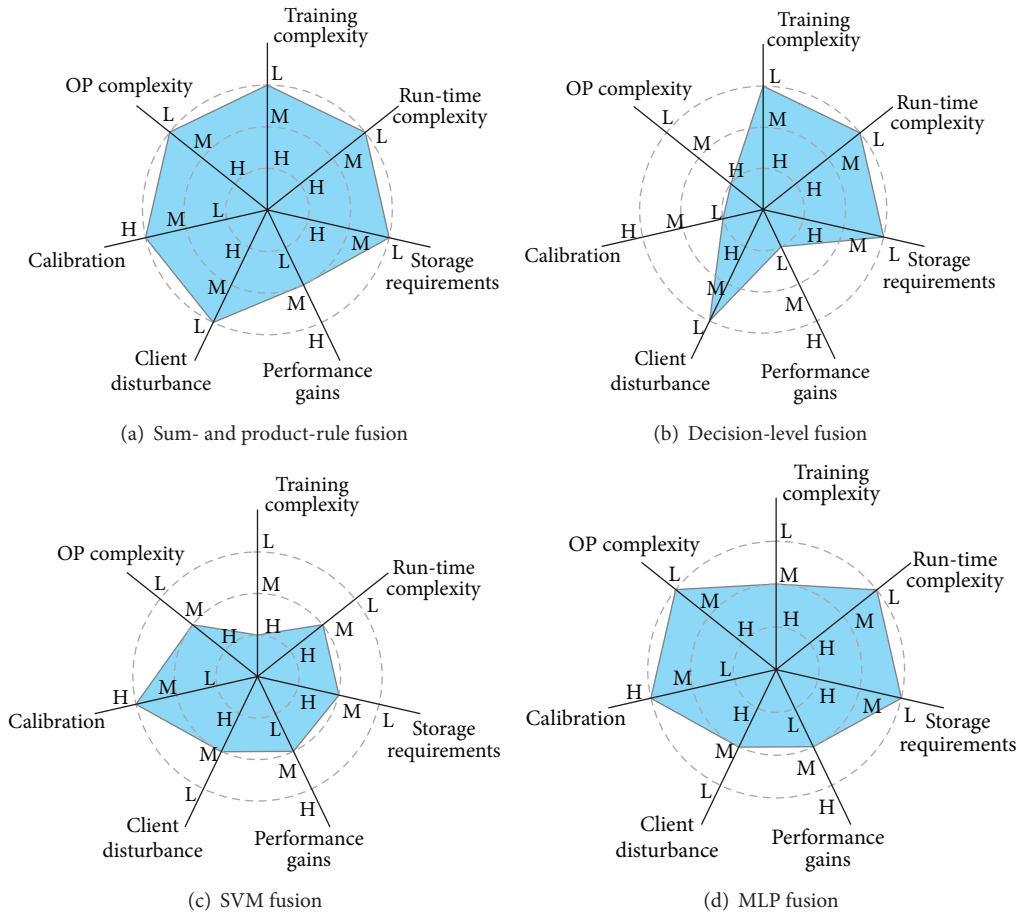 Training
complexity
OP complexity
L
L
Run-time
complexity
M
M
L
H
H
M
H
H
M
L
H
M
L
Calibration
H
L
Storage
requirements
M
M
L
H
Client
disturbance
Performance
gains
(a) Sum- and product-rule fusion
Training
complexity
OP complexity
L
L
Run-time
complexity
M
M
L
H
H
M
H
H
M
L
H
M
L
Calibration
H
L
Storage
requirements
M
M
L
H
Client
disturbance
Performance
gains
(b) Decision-level fusion
Training
complexity
OP complexity
L
L
Run-time
complexity
M
M
L
H
H
M
H
H
M
L
H
M
L
Calibration
H
L
Storage
requirements
M
M
L
H
Client
disturbance
Performance
gains
(c) SVM fusion
Training
complexity
OP complexity
L
L
Run-time
complexity
M
M
L
H
H
M
H
H
M
L
H
M
L
Calibration
H
L
Storage
requirements
M
M
L
H
Client
disturbance
Performance
gains
(d) MLP fusion